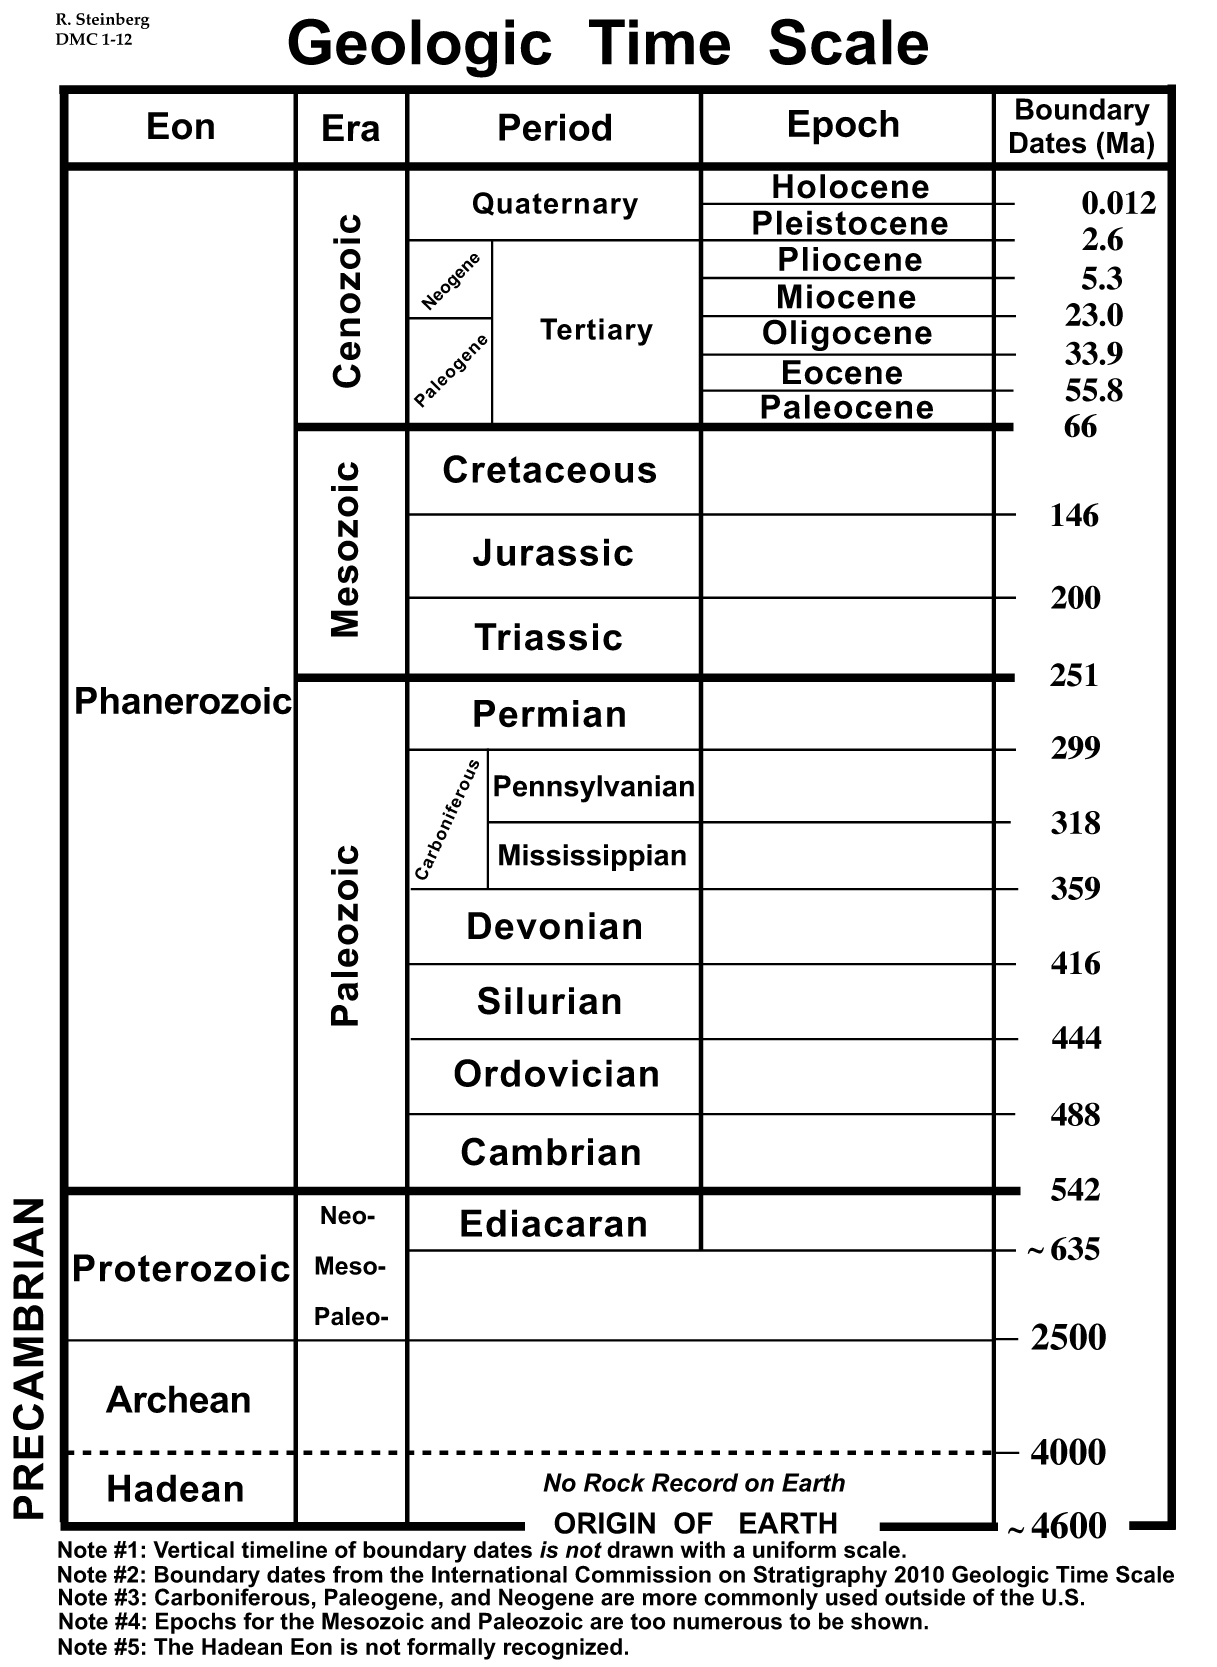 R. Steinberg
DMC 1-12
Geologic Time Scale
Eon
Era
Period
Epoch
Boundary
Dates (Ma)
Phanerozoic
Cenozoic
Quaternary
Holocene
0.012
Pleistocene
2.6
Neogene
Tertiary
Pliocene
5.3
Miocene
23.0
Paleogene
Oligocene
33.9
Eocene
55.8
Paleocene
66
Mesozoic
Cretaceous
146
Jurassic
200
Triassic
251
Paleozoic
Permian
299
Carboniferous
Pennsylvanian
318
Mississippian
359
Devonian
416
Silurian
444
Ordovician
488
Cambrian
542
PRECAMBRIAN
Proterozoic
Neo-
Ediacaran
~635
Meso-
Paleo-
2500
Archean
4000
Hadean
No Rock Record on Earth
ORIGIN OF EARTH
~4600
Note #1: Vertical timeline of boundary dates is not drawn with a uniform scale.
Note #2: Boundary dates from the International Commission on Stratigraphy 2010 Geologic Time Scale
Note #3: Carboniferous, Paleogene, and Neogene are more commonly used outside of the U.S.
Note #4: Epochs for the Mesozoic and Paleozoic are too numerous to be shown.
Note #5: The Hadean Eon is not formally recognized.